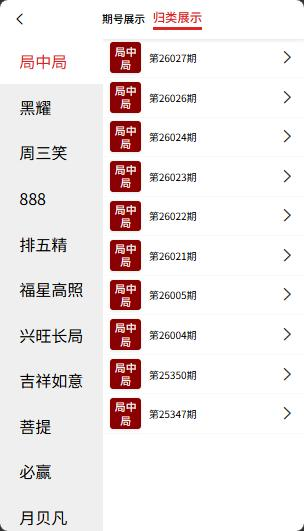 期号展示 归类展示
局中局
黑耀
周三笑
888
排五精
福星高照
兴旺长局
吉祥如意
菩提
必赢
月贝凡
局中
局
第26027期
局中
局
第26026期
局中
局
第26024期
局中
局
第26023期
局中
局
第26022期
局中
局
第26021期
局中
局
第26005期
局中
局
第26004期
局中
局
第25350期
局中
局
第25347期